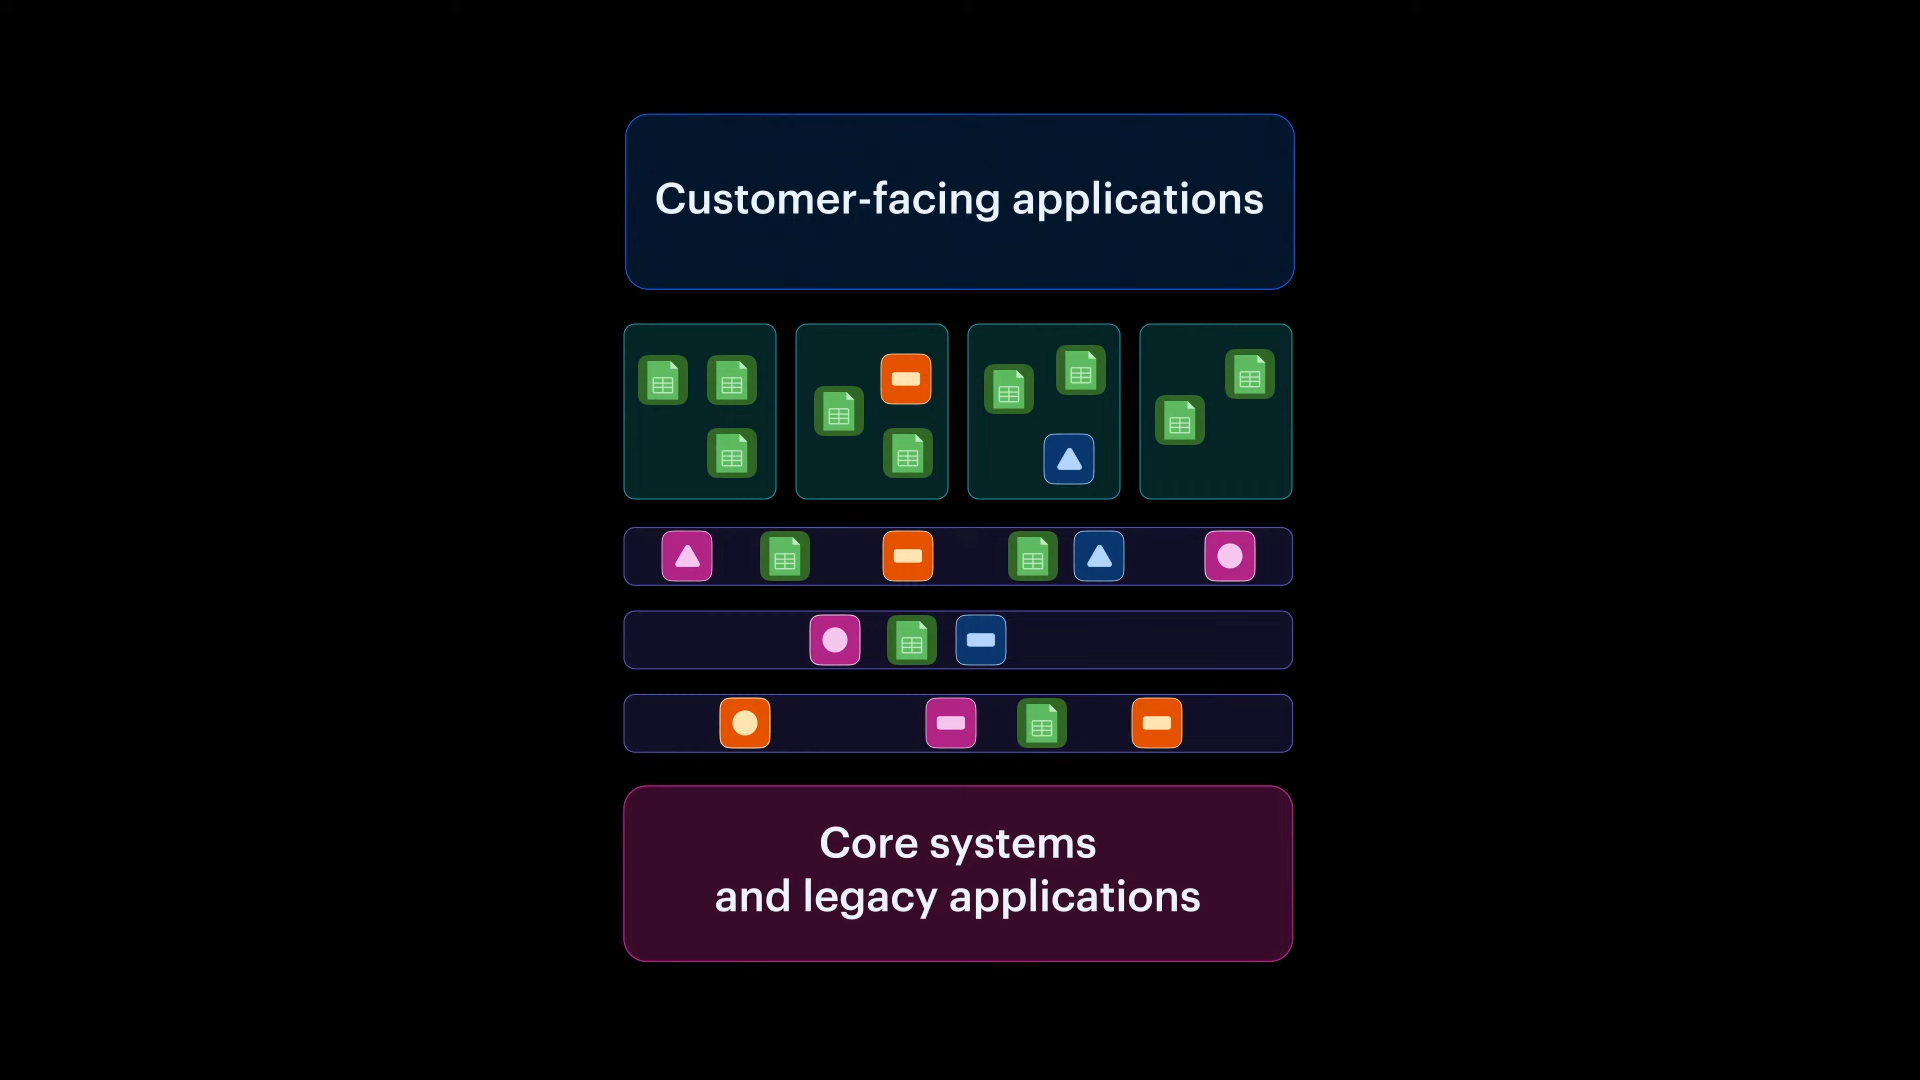 Customer-facing applications
Core systems
and legacy applications